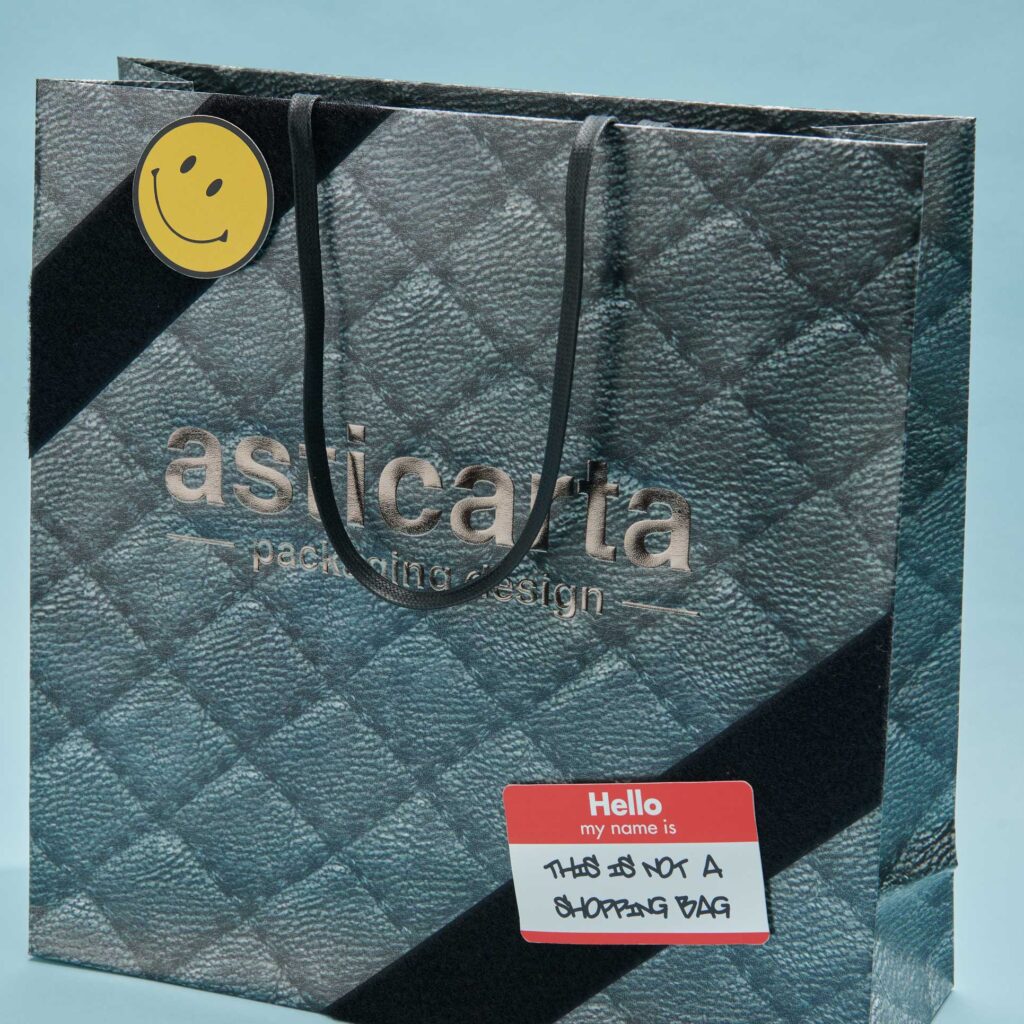 asticarta
packaging design
Hello
my name is
THIS IS NOT A
SHOPPING BAG